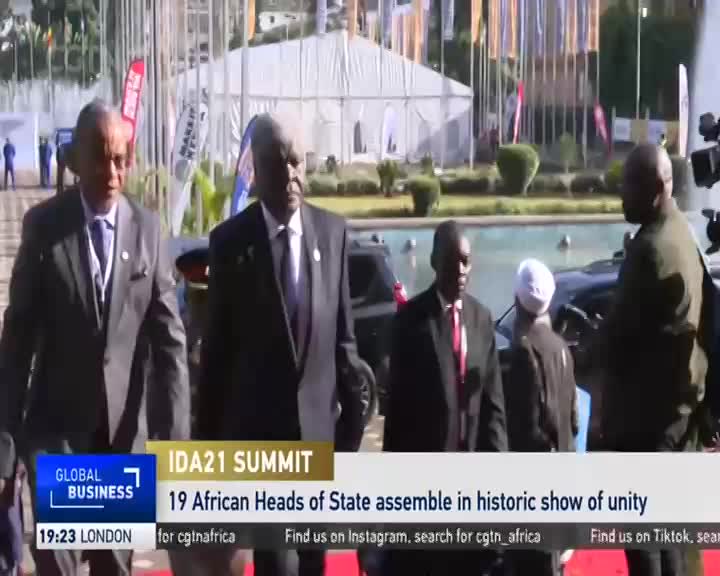 IDA21 SUMMIT
GLOBAL
BUSINESS
19 African Heads of State assemble in historic show of unity
19:23 LONDON
for cgtnafrica Find us on Instagram, search for cgtn_africa Find us on Tiktok, sea